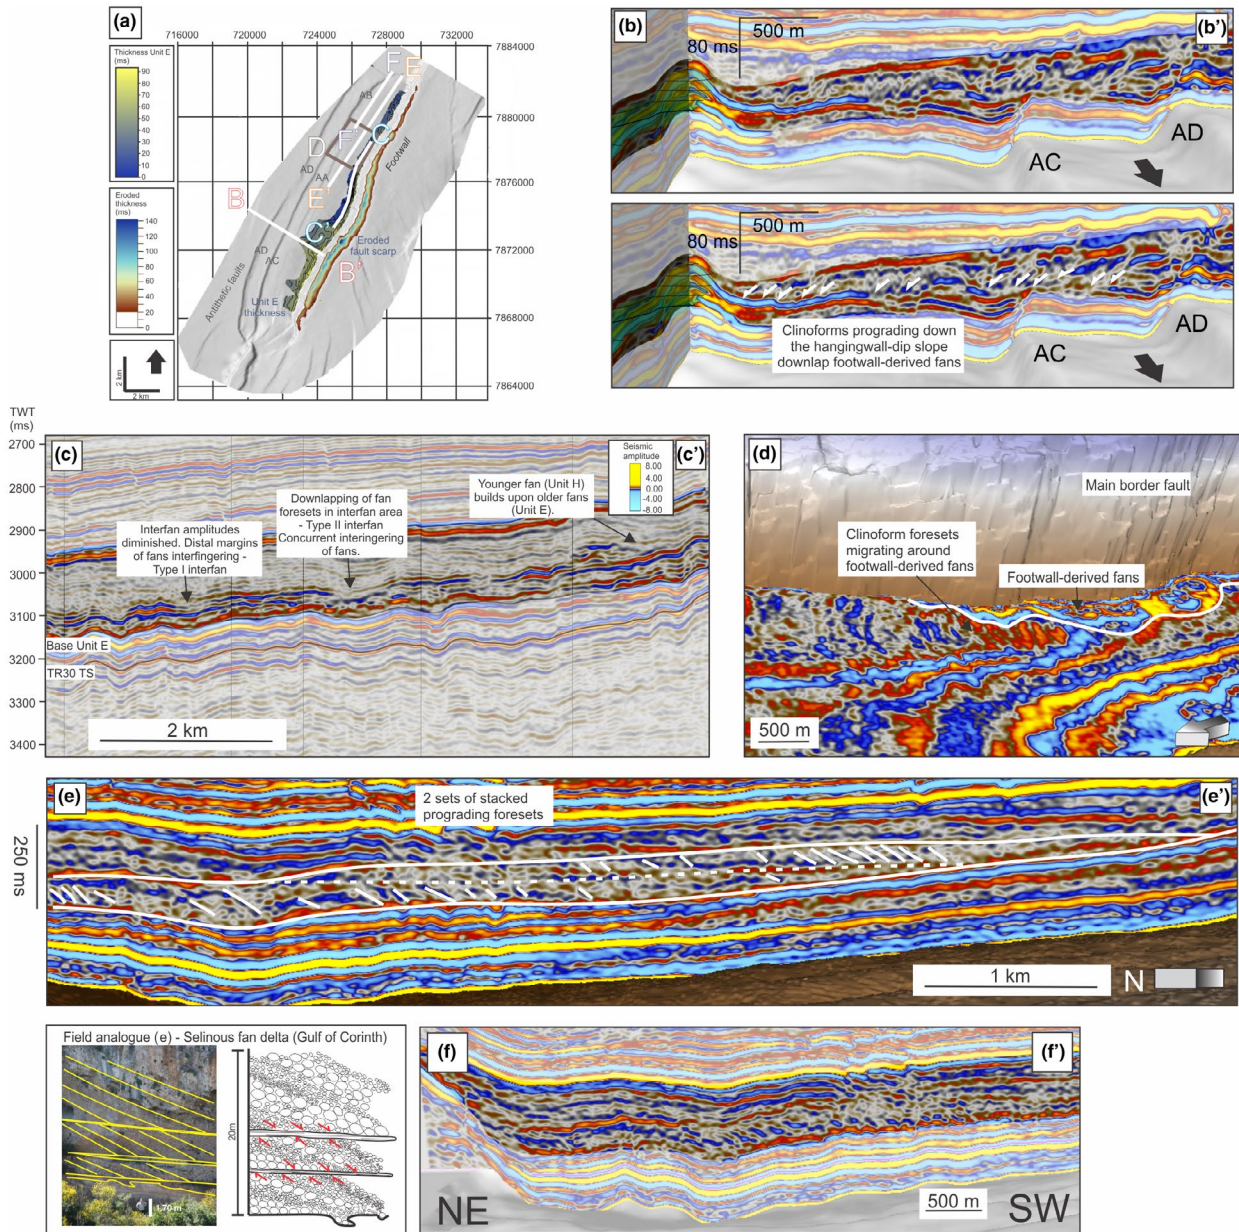 (a)
716000 720000 724000 728000 732000
Thickness Unit E
(ms)
90
80
70
60
50
40
30
20
10
0
Eroded
thickness
(ms)
140
120
100
80
60
40
20
0
2 km
2 km
7884000
7880000
7876000
7872000
7868000
7864000
F
E
AB
C
F'
D
Footwall
AD
AA
E'
B
C'
AD
AC
Eroded
fault scarp
B'
Antithetic faults
Unit E
thickness
(b)
(b')
500 m
80 ms
AD
AC
500 m
80 ms
Clinoforms prograding down
the hangingwall-dip slope
downlap footwall-derived fans
AC
AD
TWT
(ms)
2700
2800
2900
2950
3000
3100
3200
3300
3400
(c)
(c')
Seismic
amplitude
8.00
4.00
0.00
-4.00
-8.00
Interfan amplitudes
diminished. Distal margins
of fans interfingering -
Type I interfan
Downlapping of fan
foresets in interfan area
- Type II interfan
Concurrent interingering
of fans.
Younger fan (Unit H)
builds upon older fans
(Unit E).
Base Unit E
TR30 TS
2 km
(d)
Main border fault
Clinoform foresets
migrating around
footwall-derived fans
Footwall-derived fans
500 m
(e)
(e')
2 sets of stacked
prograding foresets
250 ms
1 km
N
Field analogue (e) - Selinous fan delta (Gulf of Corinth)
1.70 m
20m
(f)
(f')
NE
500 m
SW